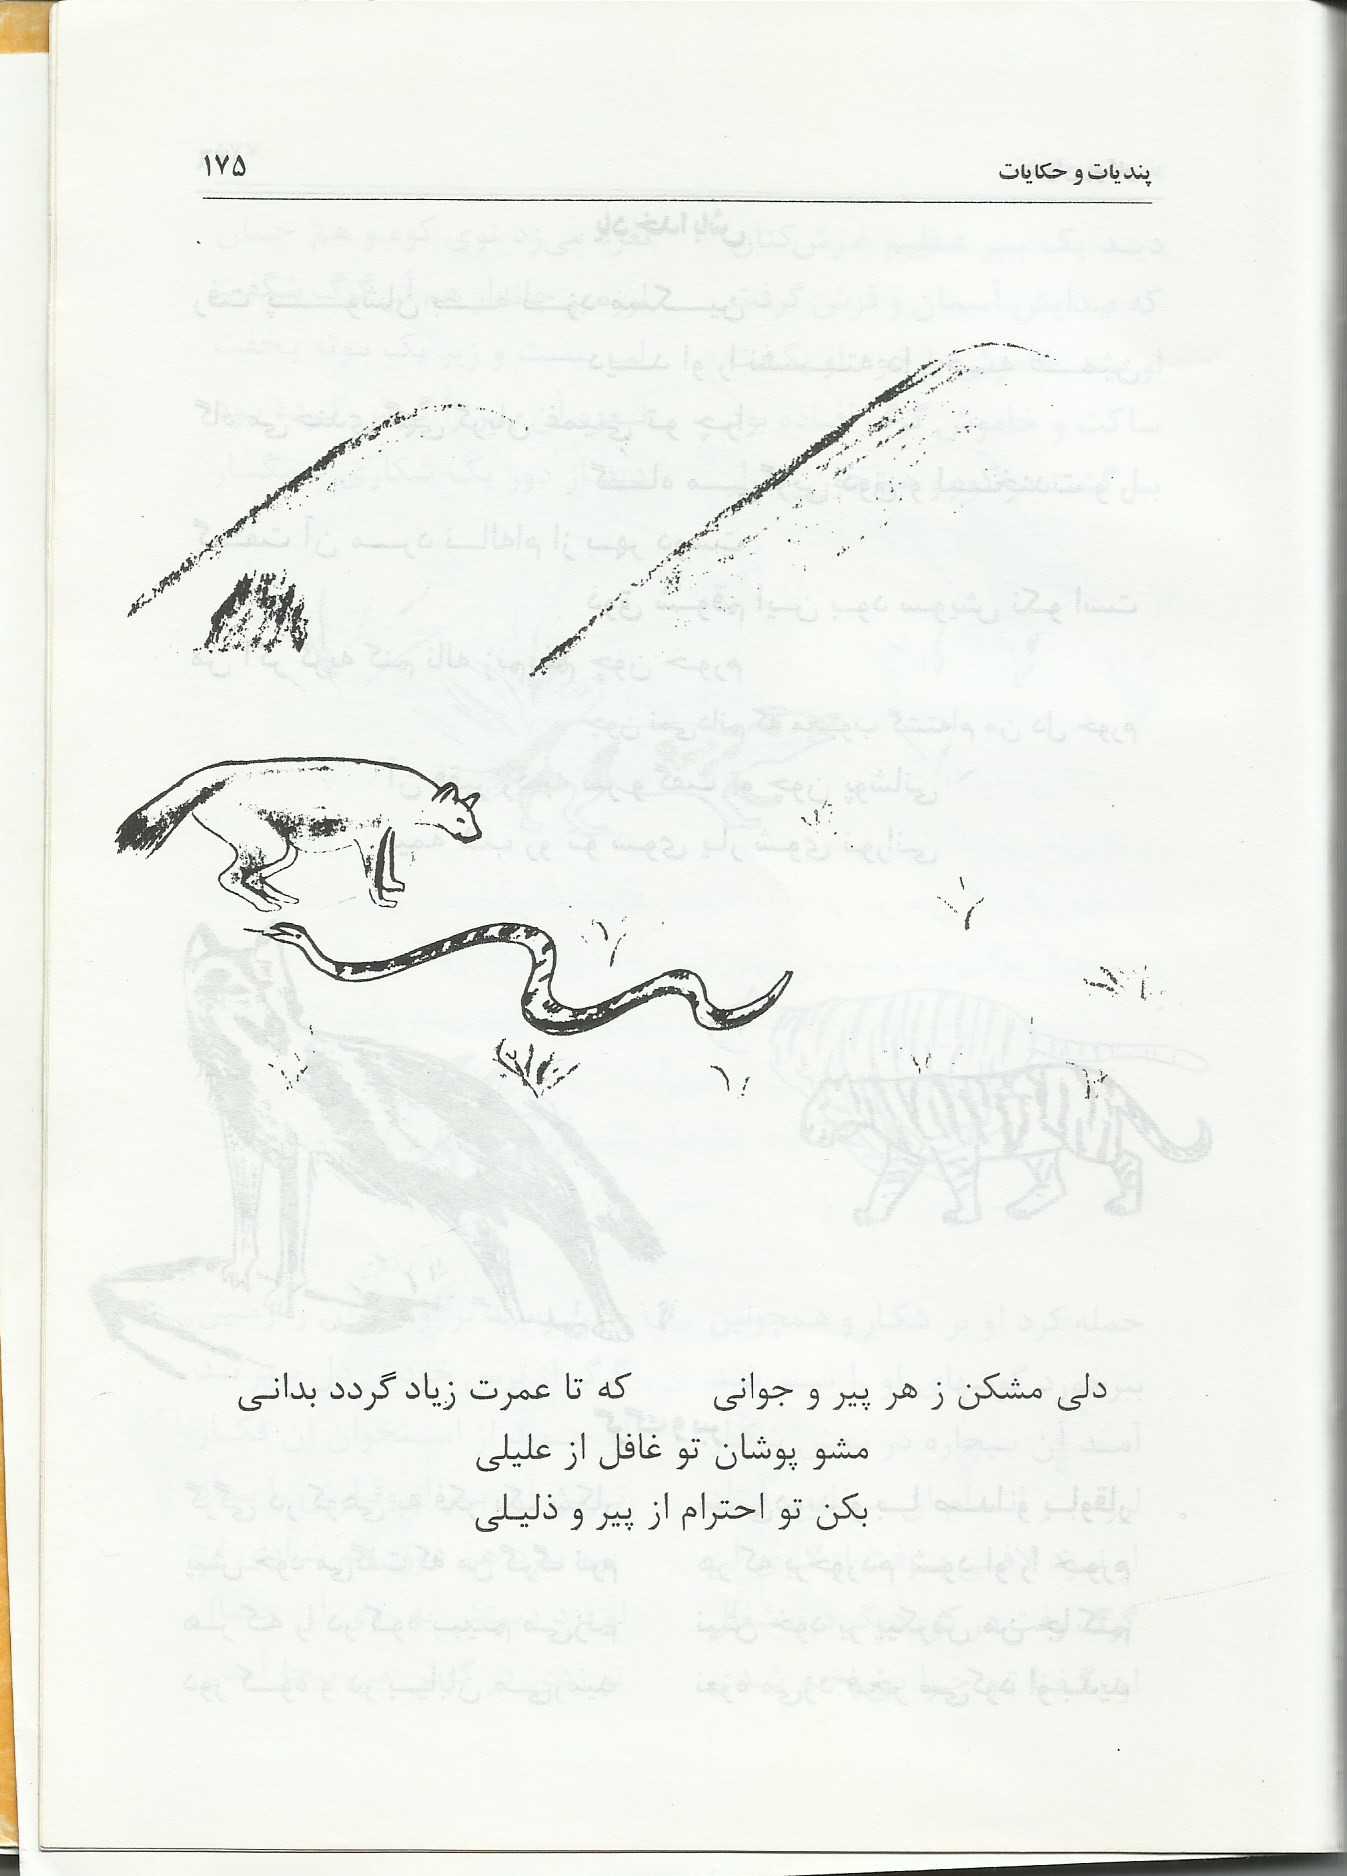 پندیات و حکایات ۱۷۵
دلی مشکن ز هر پیر و جوانی که تا عمرت زیاد گردد بدانی
مشو پوشان تو غافل از علیلی
بکن تو احترام از پیر و ذلیلی